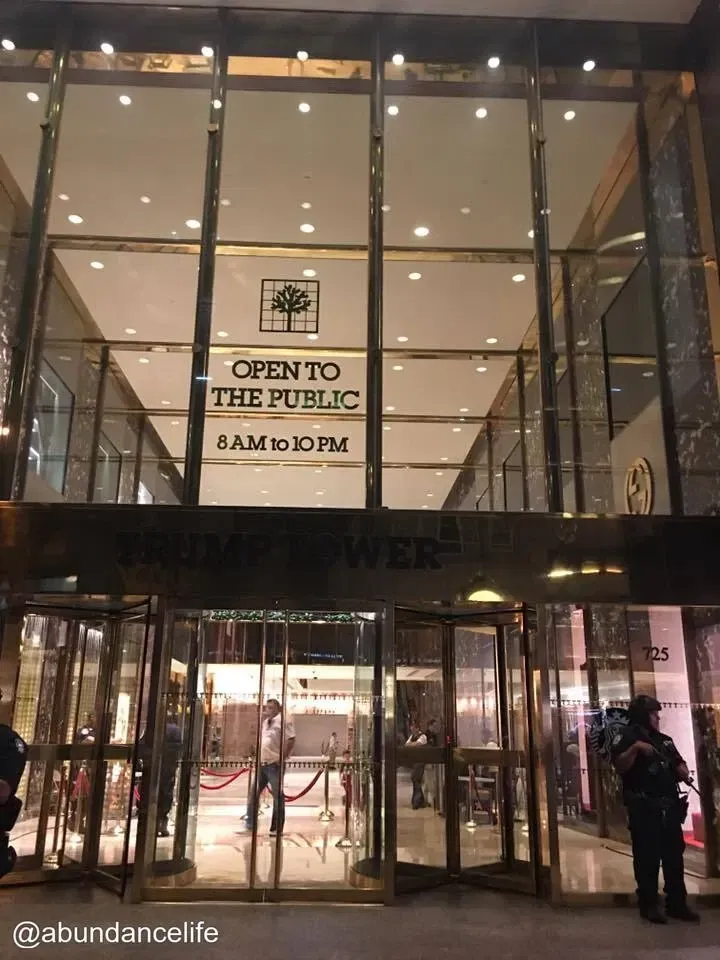 OPEN TO
THE PUBLIC
8 AM to 10 PM
TRUMP TOWER
725
@abundancelife